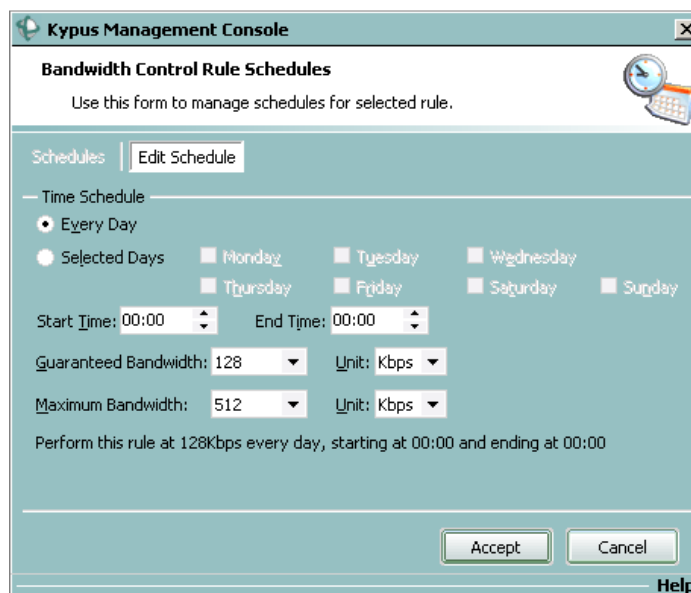 Kypus Management Console
Bandwidth Control Rule Schedules
Use this form to manage schedules for selected rule.
Schedules Edit Schedule
Time Schedule
Every Day
Selected Days Monday Tuesday Wednesday
Thursday Friday Saturday Sunday
Start Time: 00:00 End Time: 00:00
Guaranteed Bandwidth: 128 Unit: Kbps
Maximum Bandwidth: 512 Unit: Kbps
Perform this rule at 128Kbps every day, starting at 00:00 and ending at 00:00
Accept Cancel
Help